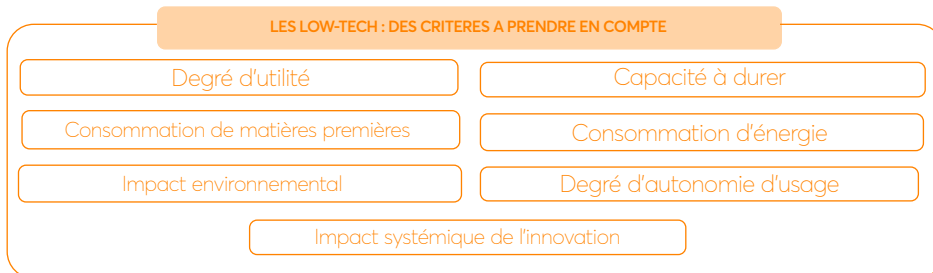 LES LOW-TECH : DES CRITERES A PRENDRE EN COMPTE
Degré d'utilité
Capacité à durer
Consommation de matières premières
Consommation d'énergie
Impact environnemental
Degré d'autonomie d'usage
Impact systémique de l'innovation